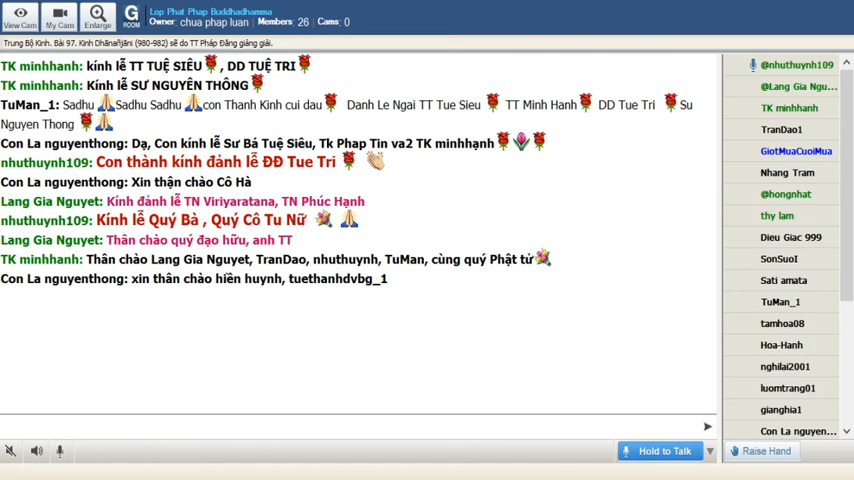 View Cam
My Cam
Enlarge
G
ROOM
Lop Phat Phap Buddhadhamma
Owner: chua phap luan Members: 26 Cams: 0
Trung Bộ Kinh. Bài 97. Kinh Dhānañjāni (980-982) sẽ do TT Pháp Đăng giảng giải.
TK minhhanh: kính lễ TT TUỆ SIÊU, DD TUỆ TRI
TK minhhanh: Kính lễ SƯ NGUYÊN THÔNG
TuMan_1: Sadhu Sadhu Sadhu con Thanh Kinh cui dau Danh Le Ngai TT Tue Sieu TT Minh Hanh DD Tue Tri Su
Nguyen Thong
Con La nguyenthong: Dạ, Con kính lễ Sư Bá Tuệ Siêu, Tk Phap Tin va2 TK minhhạnh
nhuthuynh109: Con thành kính đảnh lễ ĐĐ Tue Tri
Con La nguyenthong: Xin thận chào Cô Hà
Lang Gia Nguyet: Kính đảnh lễ TN Viriyaratana, TN Phúc Hạnh
nhuthuynh109: Kính lễ Quý Bà , Quý Cô Tu Nữ
Lang Gia Nguyet: Thân chào quý đạo hữu, anh TT
TK minhhanh: Thân chào Lang Gia Nguyet, TranDao, nhuthuynh, TuMan, cùng quý Phật tử
Con La nguyenthong: xin thân chào hiền huynh, tuethanhdvbg_1
@nhuthuynh109
@Lang Gia Ngu...
TK minhhanh
TranDao1
GiotMuaCuoiMua
Nhang Tram
@hongnhat
thy lam
Dieu Giac 999
SonSuoI
Sati amata
TuMan_1
tamhoa08
Hoa-Hanh
nghilai2001
luomtrang01
gianghia1
Con La nguyen...
Hold to Talk
Raise Hand